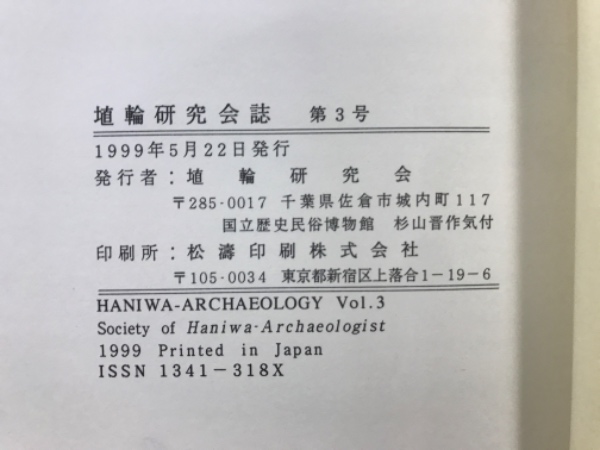 埴輪研究会誌 第3号
1999年5月22日発行
発行者：埴輪研究会
〒285-0017 千葉県佐倉市城内町117
国立歴史民俗博物館 杉山晋作気付
印刷所：松濤印刷株式会社
〒105-0034 東京都新宿区上落合1－19－6
HANIWA-ARCHAEOLOGY Vol.3
Society of Haniwa-Archaeologist
1999 Printed in Japan
ISSN 1341－318X